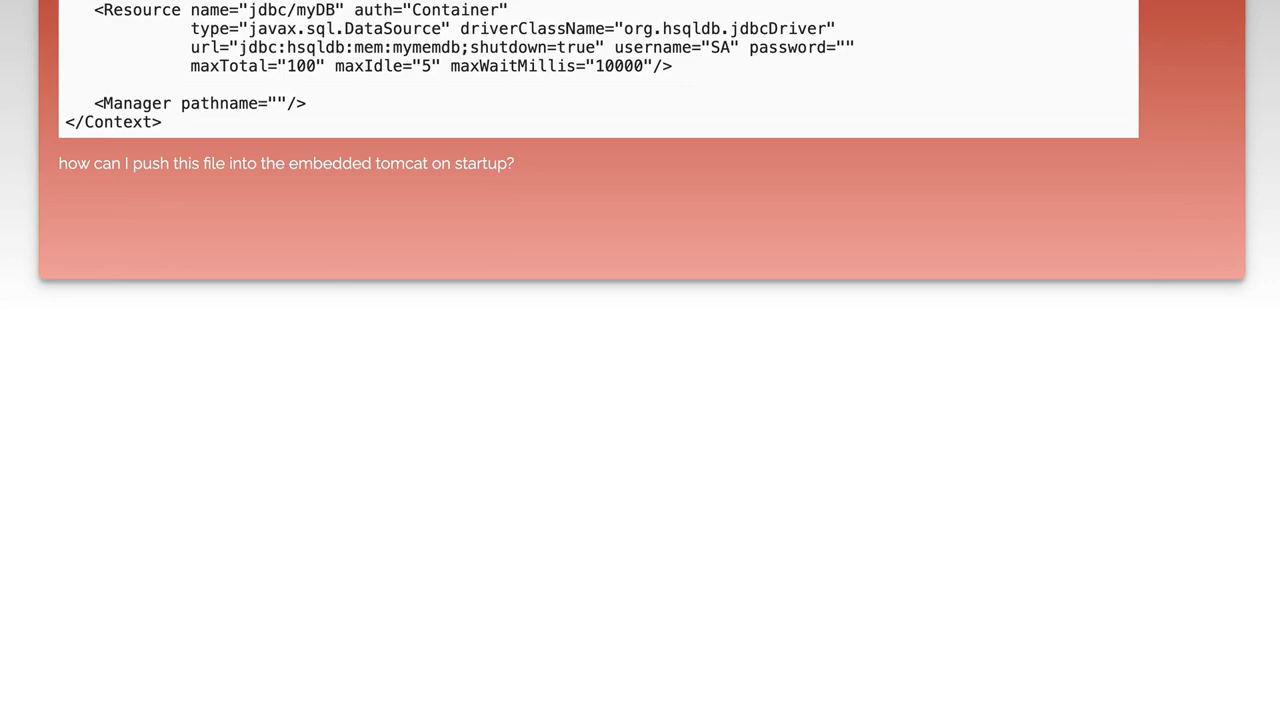 <Resource name="jdbc/myDB" auth="Container"
type="javax.sql.DataSource" driverClassName="org.hsqldb.jdbcDriver"
url="jdbc:hsqldb:mem:mymemdb;shutdown=true" username="SA" password=""
maxTotal="100" maxIdle="5" maxWaitMillis="10000"/>
<Manager pathname=""/>
</Context>
how can I push this file into the embedded tomcat on startup?